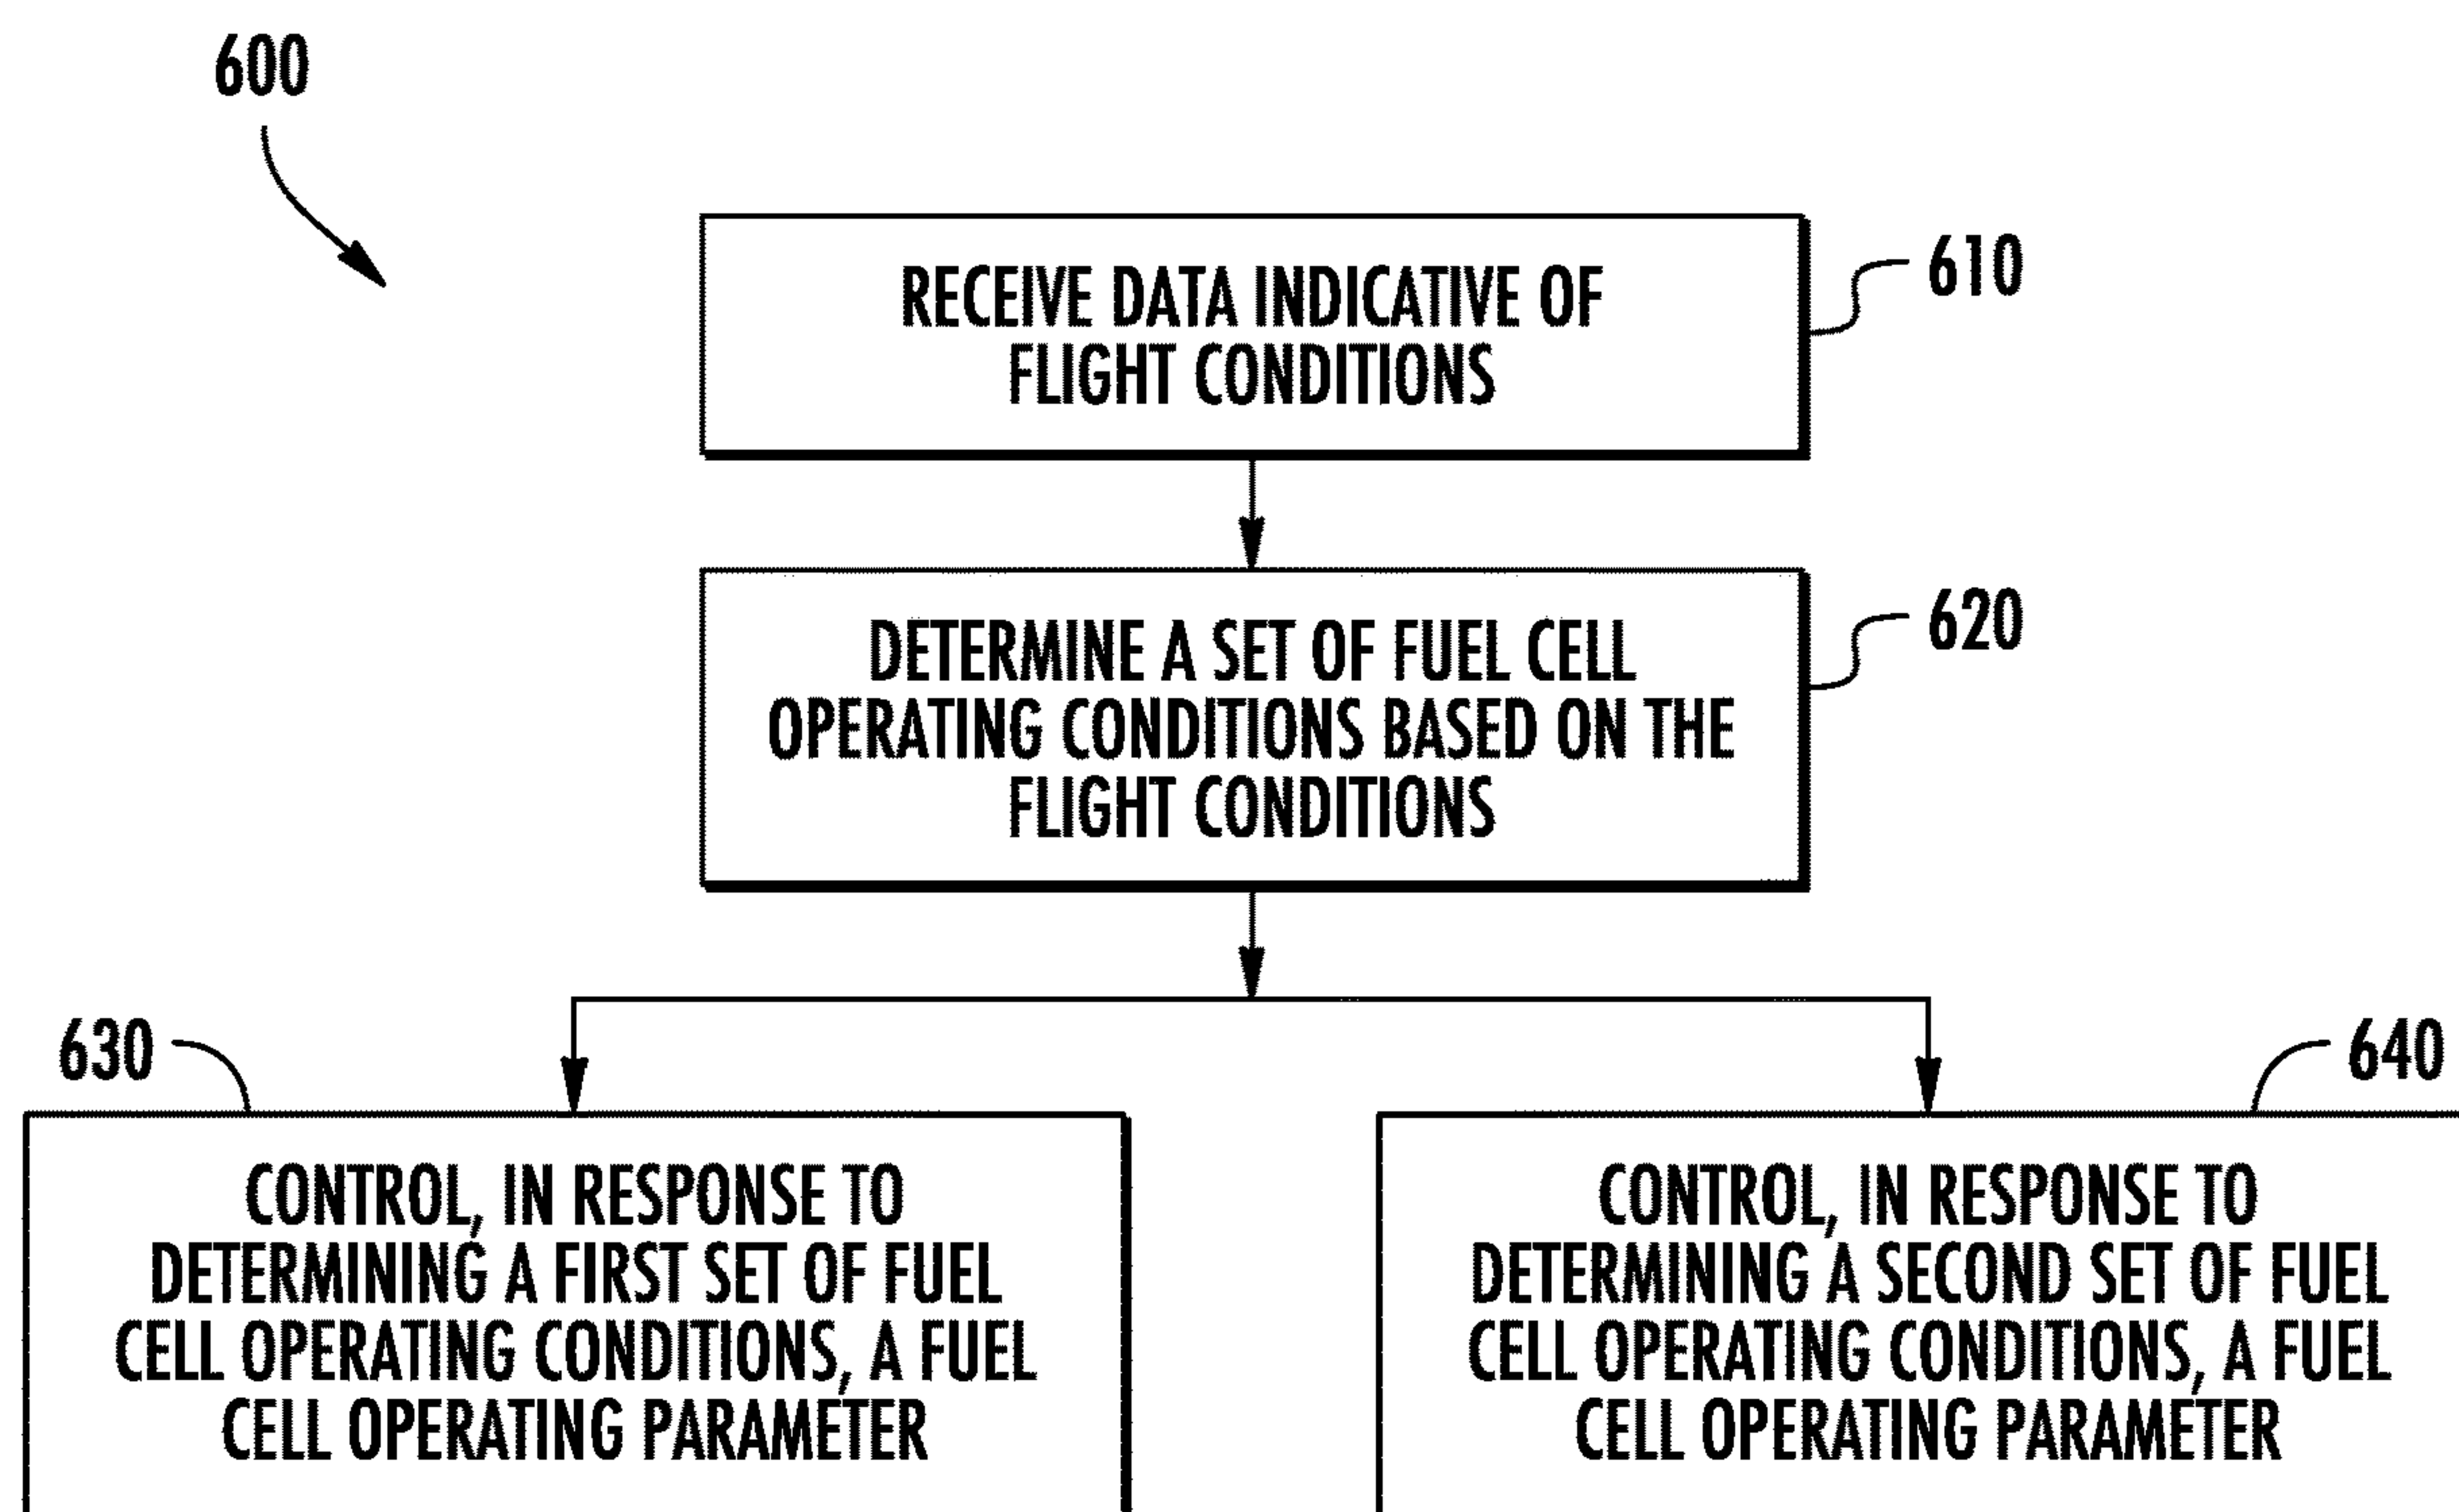 600
RECEIVE DATA INDICATIVE OF
FLIGHT CONDITIONS
610
DETERMINE A SET OF FUEL CELL
OPERATING CONDITIONS BASED ON THE
FLIGHT CONDITIONS
620
630
CONTROL, IN RESPONSE TO
DETERMINING A FIRST SET OF FUEL
CELL OPERATING CONDITIONS, A FUEL
CELL OPERATING PARAMETER
640
CONTROL, IN RESPONSE TO
DETERMINING A SECOND SET OF FUEL
CELL OPERATING CONDITIONS, A FUEL
CELL OPERATING PARAMETER